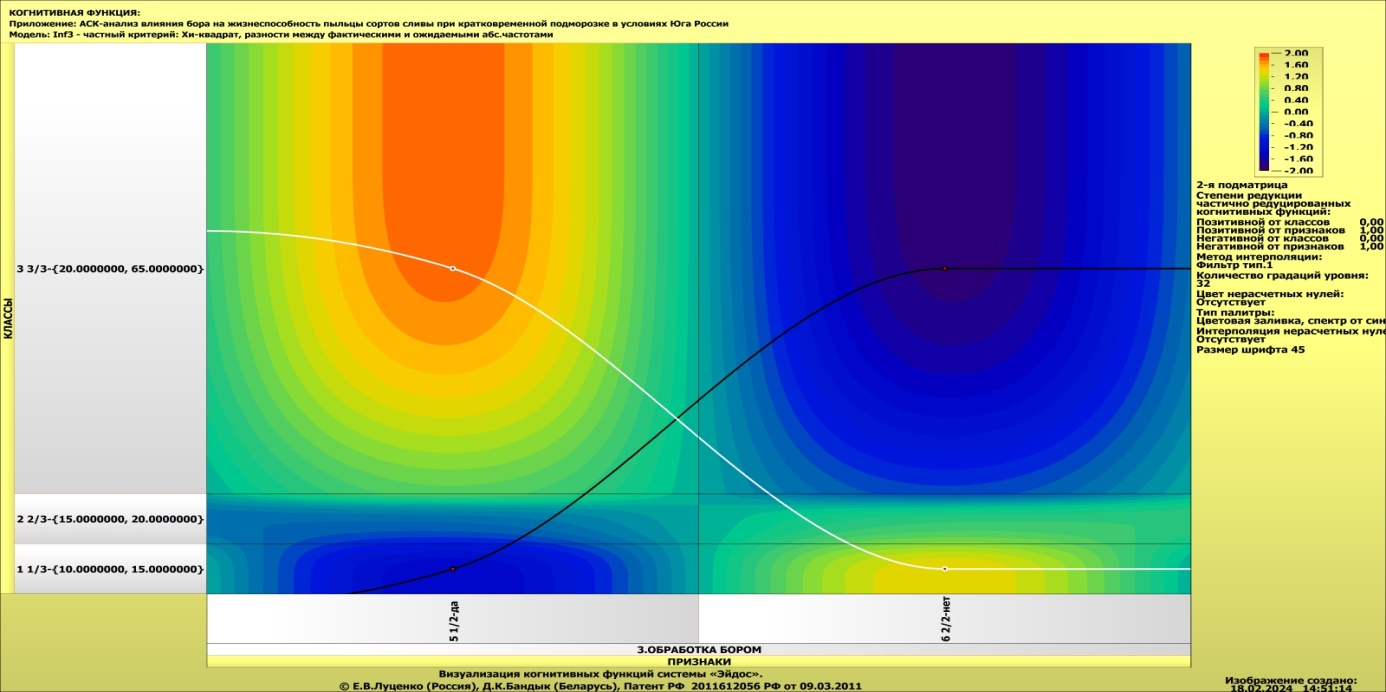 КОГНИТИВНАЯ ФУНКЦИЯ:
Приложение: АСК-анализ влияния бора на жизнеспособность пыльцы сортов сливы при кратковременной подморозке в условиях Юга России
Модель: Inf3 - частный критерий: Хи-квадрат, разности между фактическими и ожидаемыми абс.частотами
КЛАССЫ
3 3/3-{20.0000000, 65.0000000}
2 2/3-{15.0000000, 20.0000000}
1 1/3-{10.0000000, 15.0000000}
2.00
1.60
1.20
0.80
0.40
0.00
-0.40
-0.80
-1.20
-1.60
-2.00
2-я подматрица
Степени редукции
частично редуцированных
когнитивных функций:
Позитивной от классов 0,00
Позитивной от признаков 1,00
Негативной от классов 0,00
Негативной от признаков 1,00
Метод интерполяции:
Фильтр тип.1
Количество градаций уровня:
32
Цвет нерасчетных нулей:
Отсутствует
Тип палитры:
Цветовая заливка, спектр от син
Интерполяция нерасчетных нуле
Отсутствует
Размер шрифта 45
5 1/2-да
6 2/2-нет
3.ОБРАБОТКА БОРОМ
ПРИЗНАКИ
Визуализация когнитивных функций системы «Эйдос».
© Е.В.Луценко (Россия), Д.К.Бандык (Беларусь), Патент РФ 2011612056 РФ от 09.03.2011
Изображение создано:
18.02.2024 14:51:14